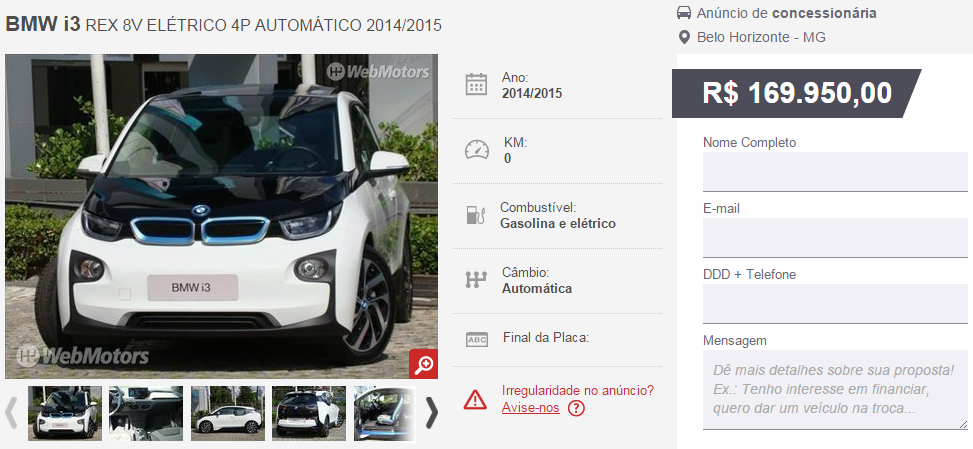 BMW i3 REX 8V ELÉTRICO 4P AUTOMÁTICO 2014/2015
WebMotors
BMW i3
WebMotors
Ano:
2014/2015
KM:
0
Combustível:
Gasolina e elétrico
Câmbio:
Automática
ABC
Final da Placa:
Irregularidade no anúncio?
Avise-nos ?
Anúncio de concessionária
Belo Horizonte - MG
R$ 169.950,00
Nome Completo
E-mail
DDD + Telefone
Mensagem
Dê mais detalhes sobre sua proposta!
Ex.: Tenho interesse em financiar,
quero dar um veículo na troca...